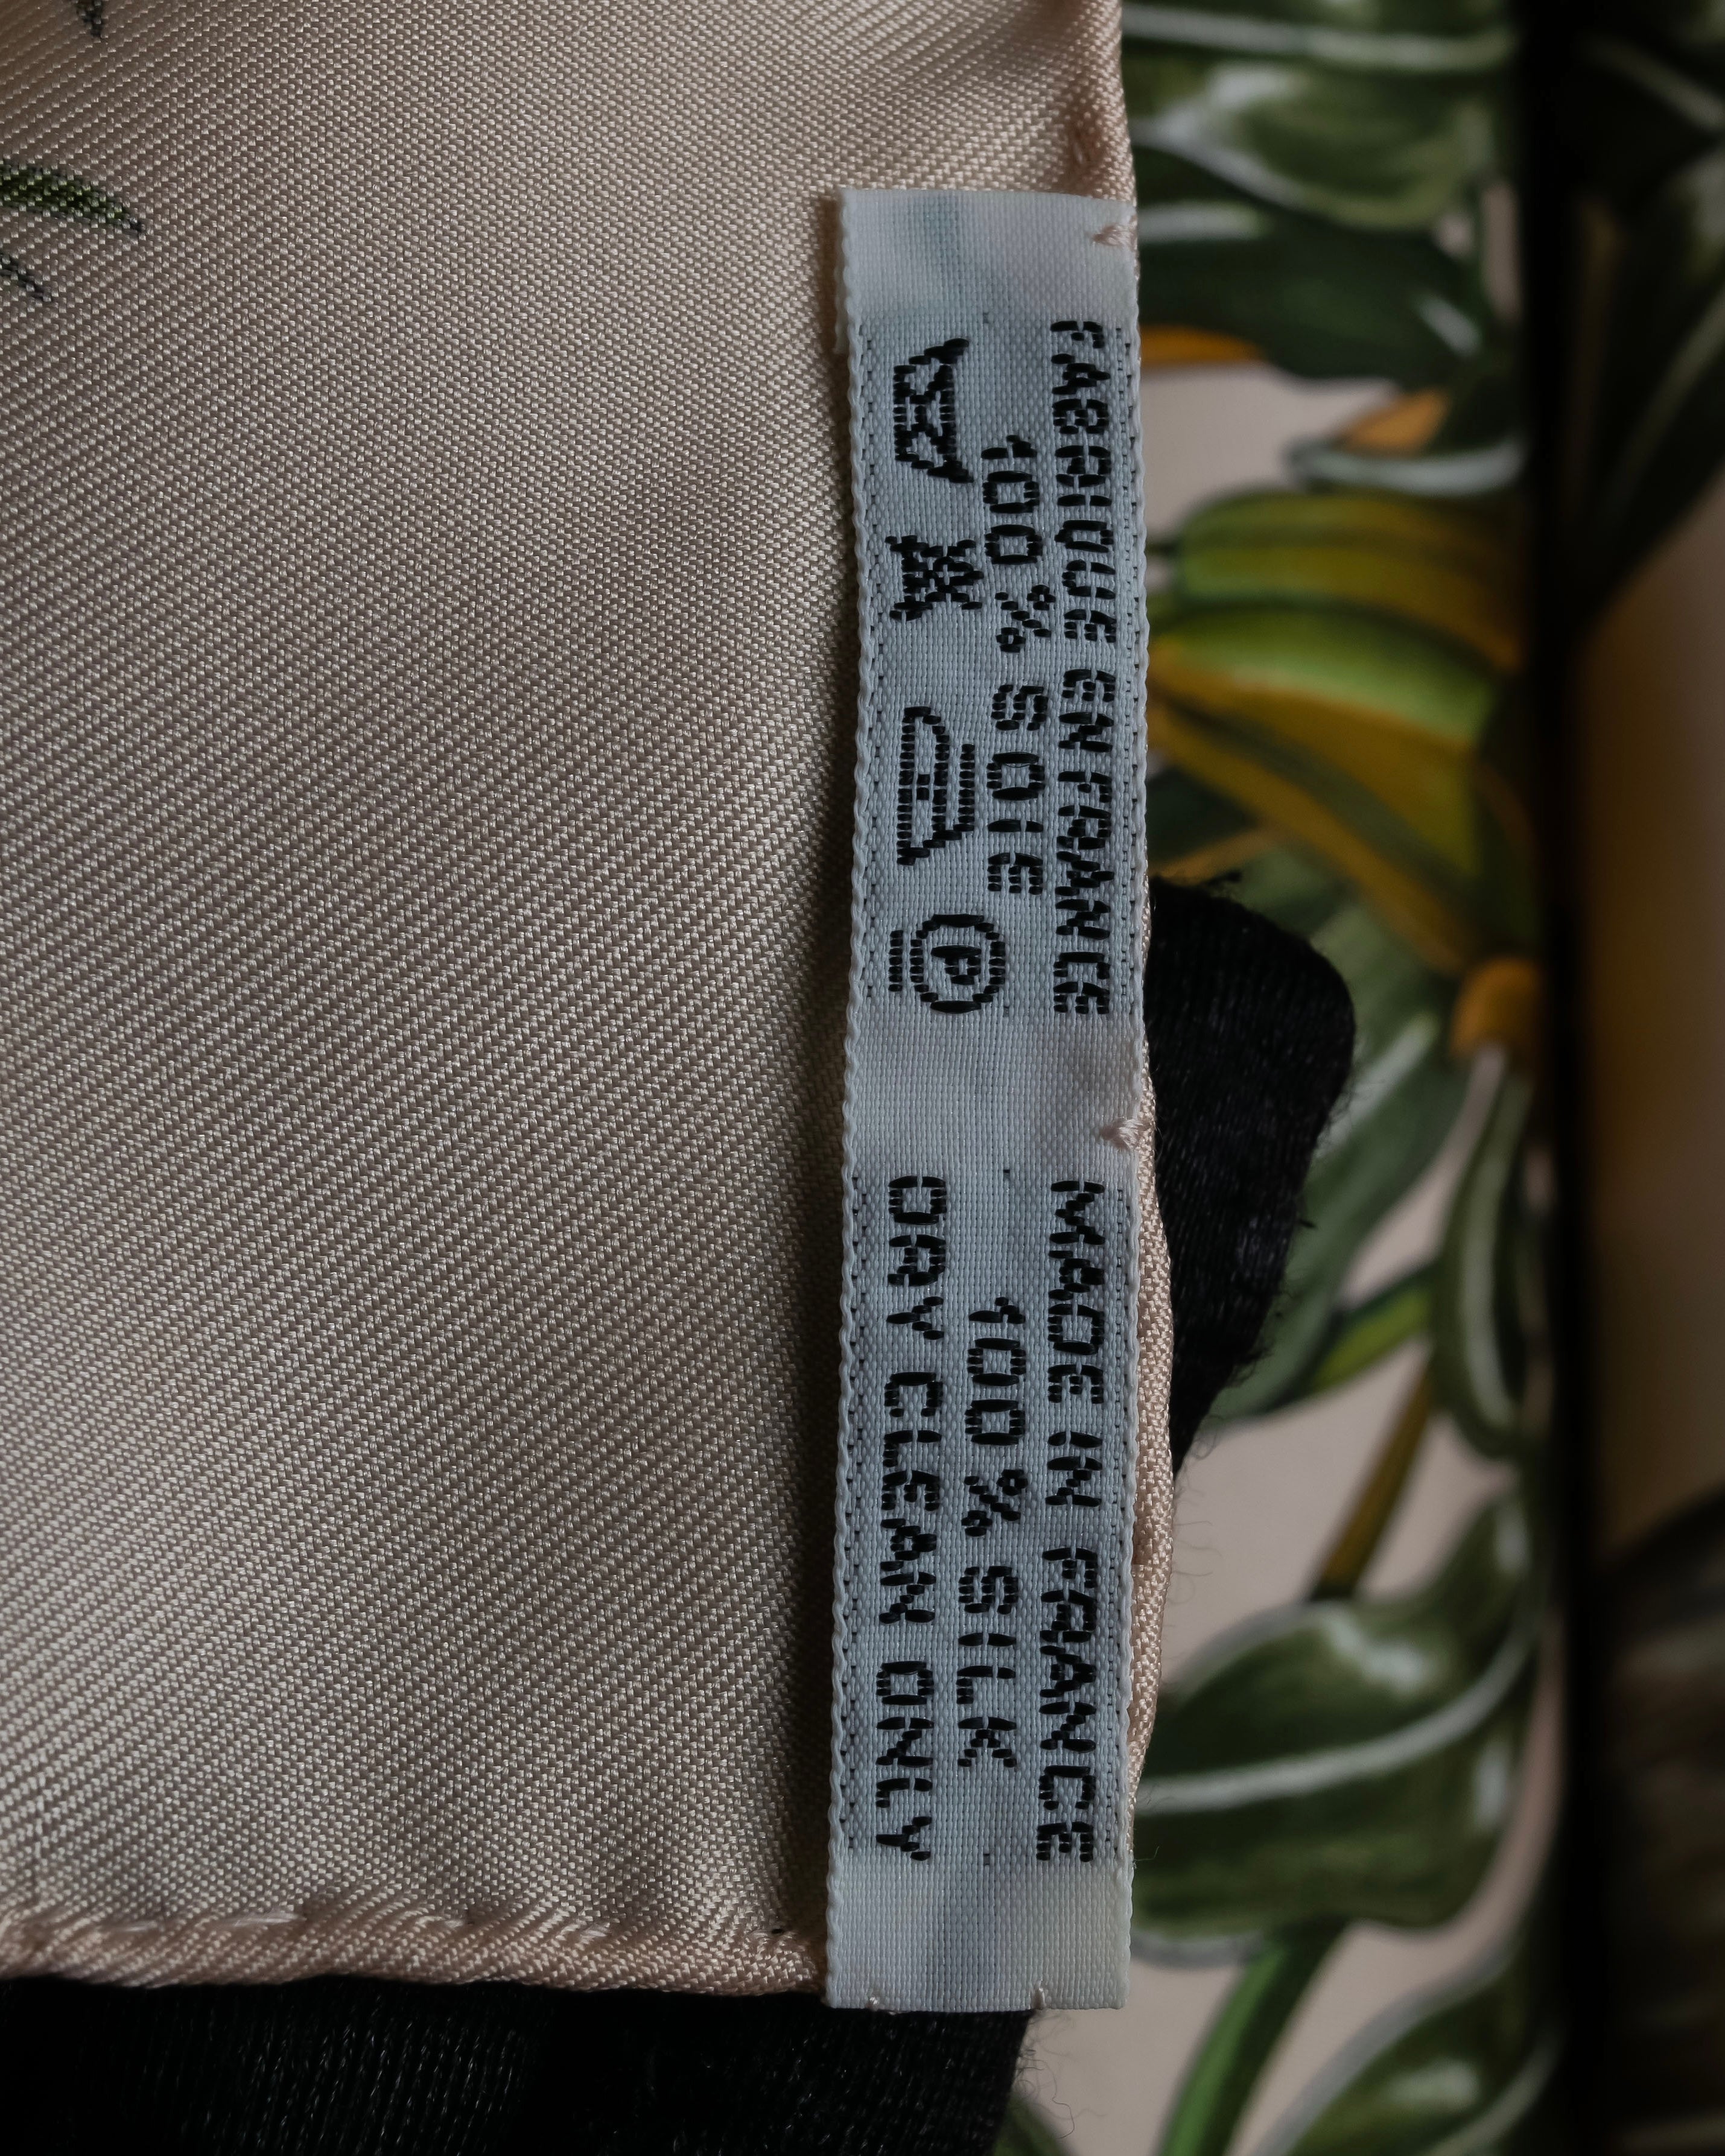 FABRIQUE EN FRANCE
100 % SOIE
P
MADE IN FRANCE
100 % SILK
DRY CLEAN ONLY